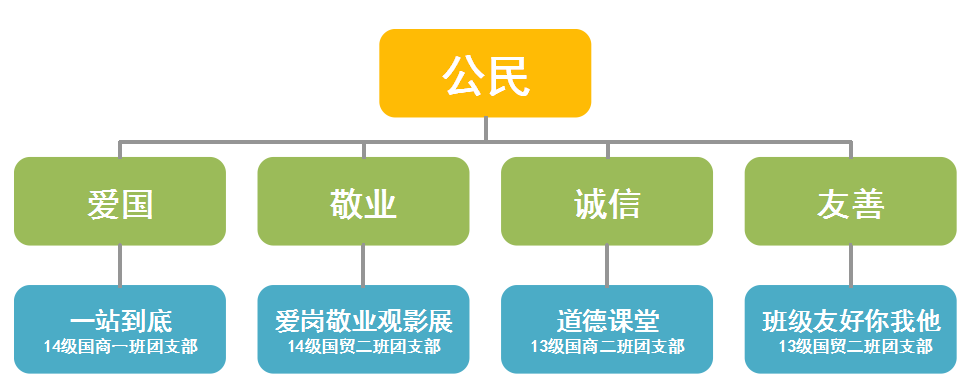 公民
爱国
敬业
诚信
友善
一站到底
14级国商一班团支部
爱岗敬业观影展
14级国贸二班团支部
道德课堂
13级国商二班团支部
班级友好你我他
13级国贸二班团支部